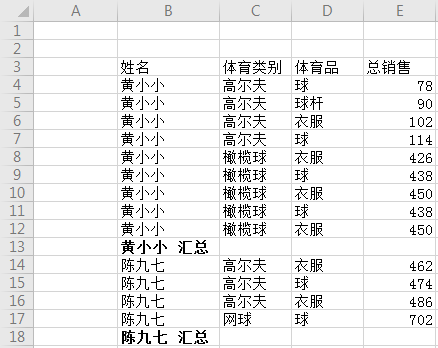 A B C D E
1
2
3 姓名 体育类别 体育品 总销售
4 黄小小 高尔夫 球 78
5 黄小小 高尔夫 球杆 90
6 黄小小 高尔夫 衣服 102
7 黄小小 高尔夫 球 114
8 黄小小 橄榄球 衣服 426
9 黄小小 橄榄球 球 438
10 黄小小 橄榄球 衣服 450
11 黄小小 橄榄球 球 438
12 黄小小 橄榄球 衣服 450
13 黄小小 汇总
14 陈九七 高尔夫 衣服 462
15 陈九七 高尔夫 球 474
16 陈九七 高尔夫 衣服 486
17 陈九七 网球 球 702
18 陈九七 汇总